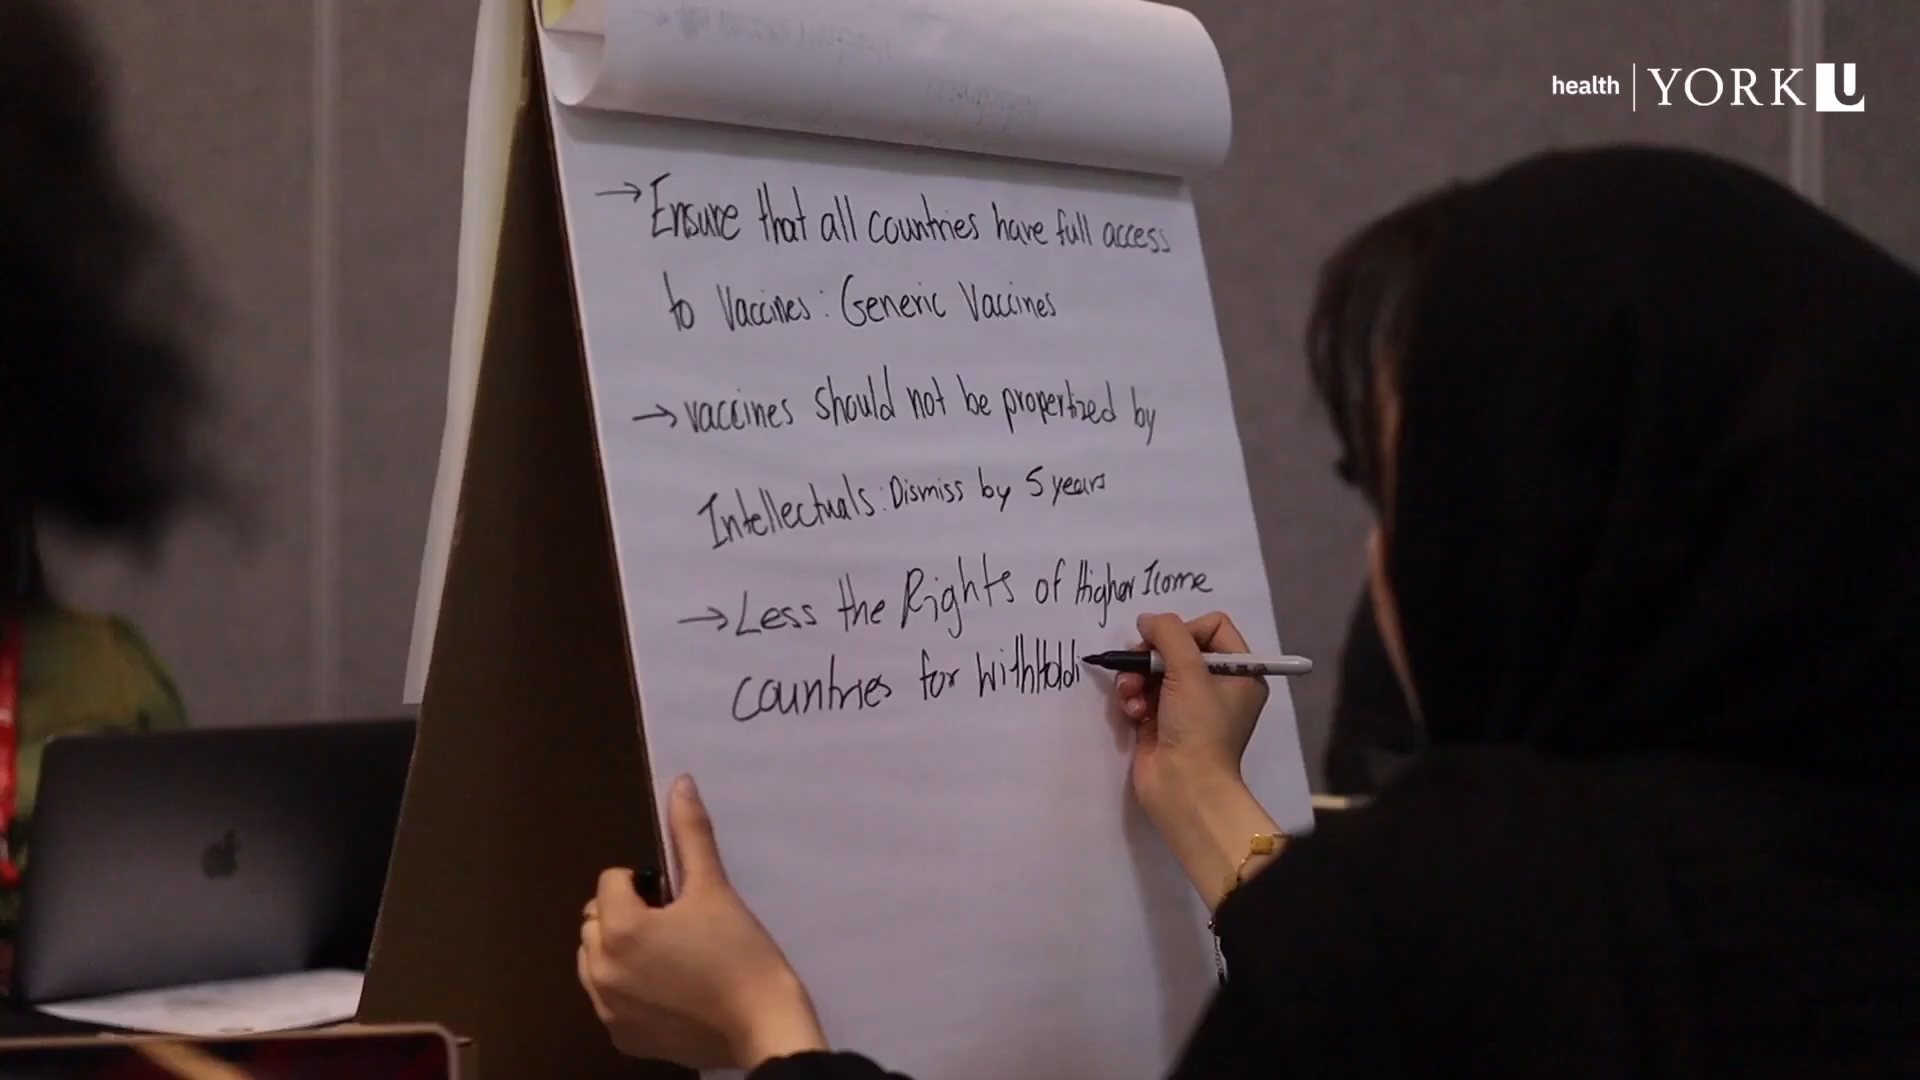 health | YORK U
→ Ensure that all countries have full access
to Vaccines: Generic Vaccines
→ vaccines should not be propertized by
Intellectuals: Dismiss by 5 years
→ Less the Rights of Higher Icome
countries for WithHoldi